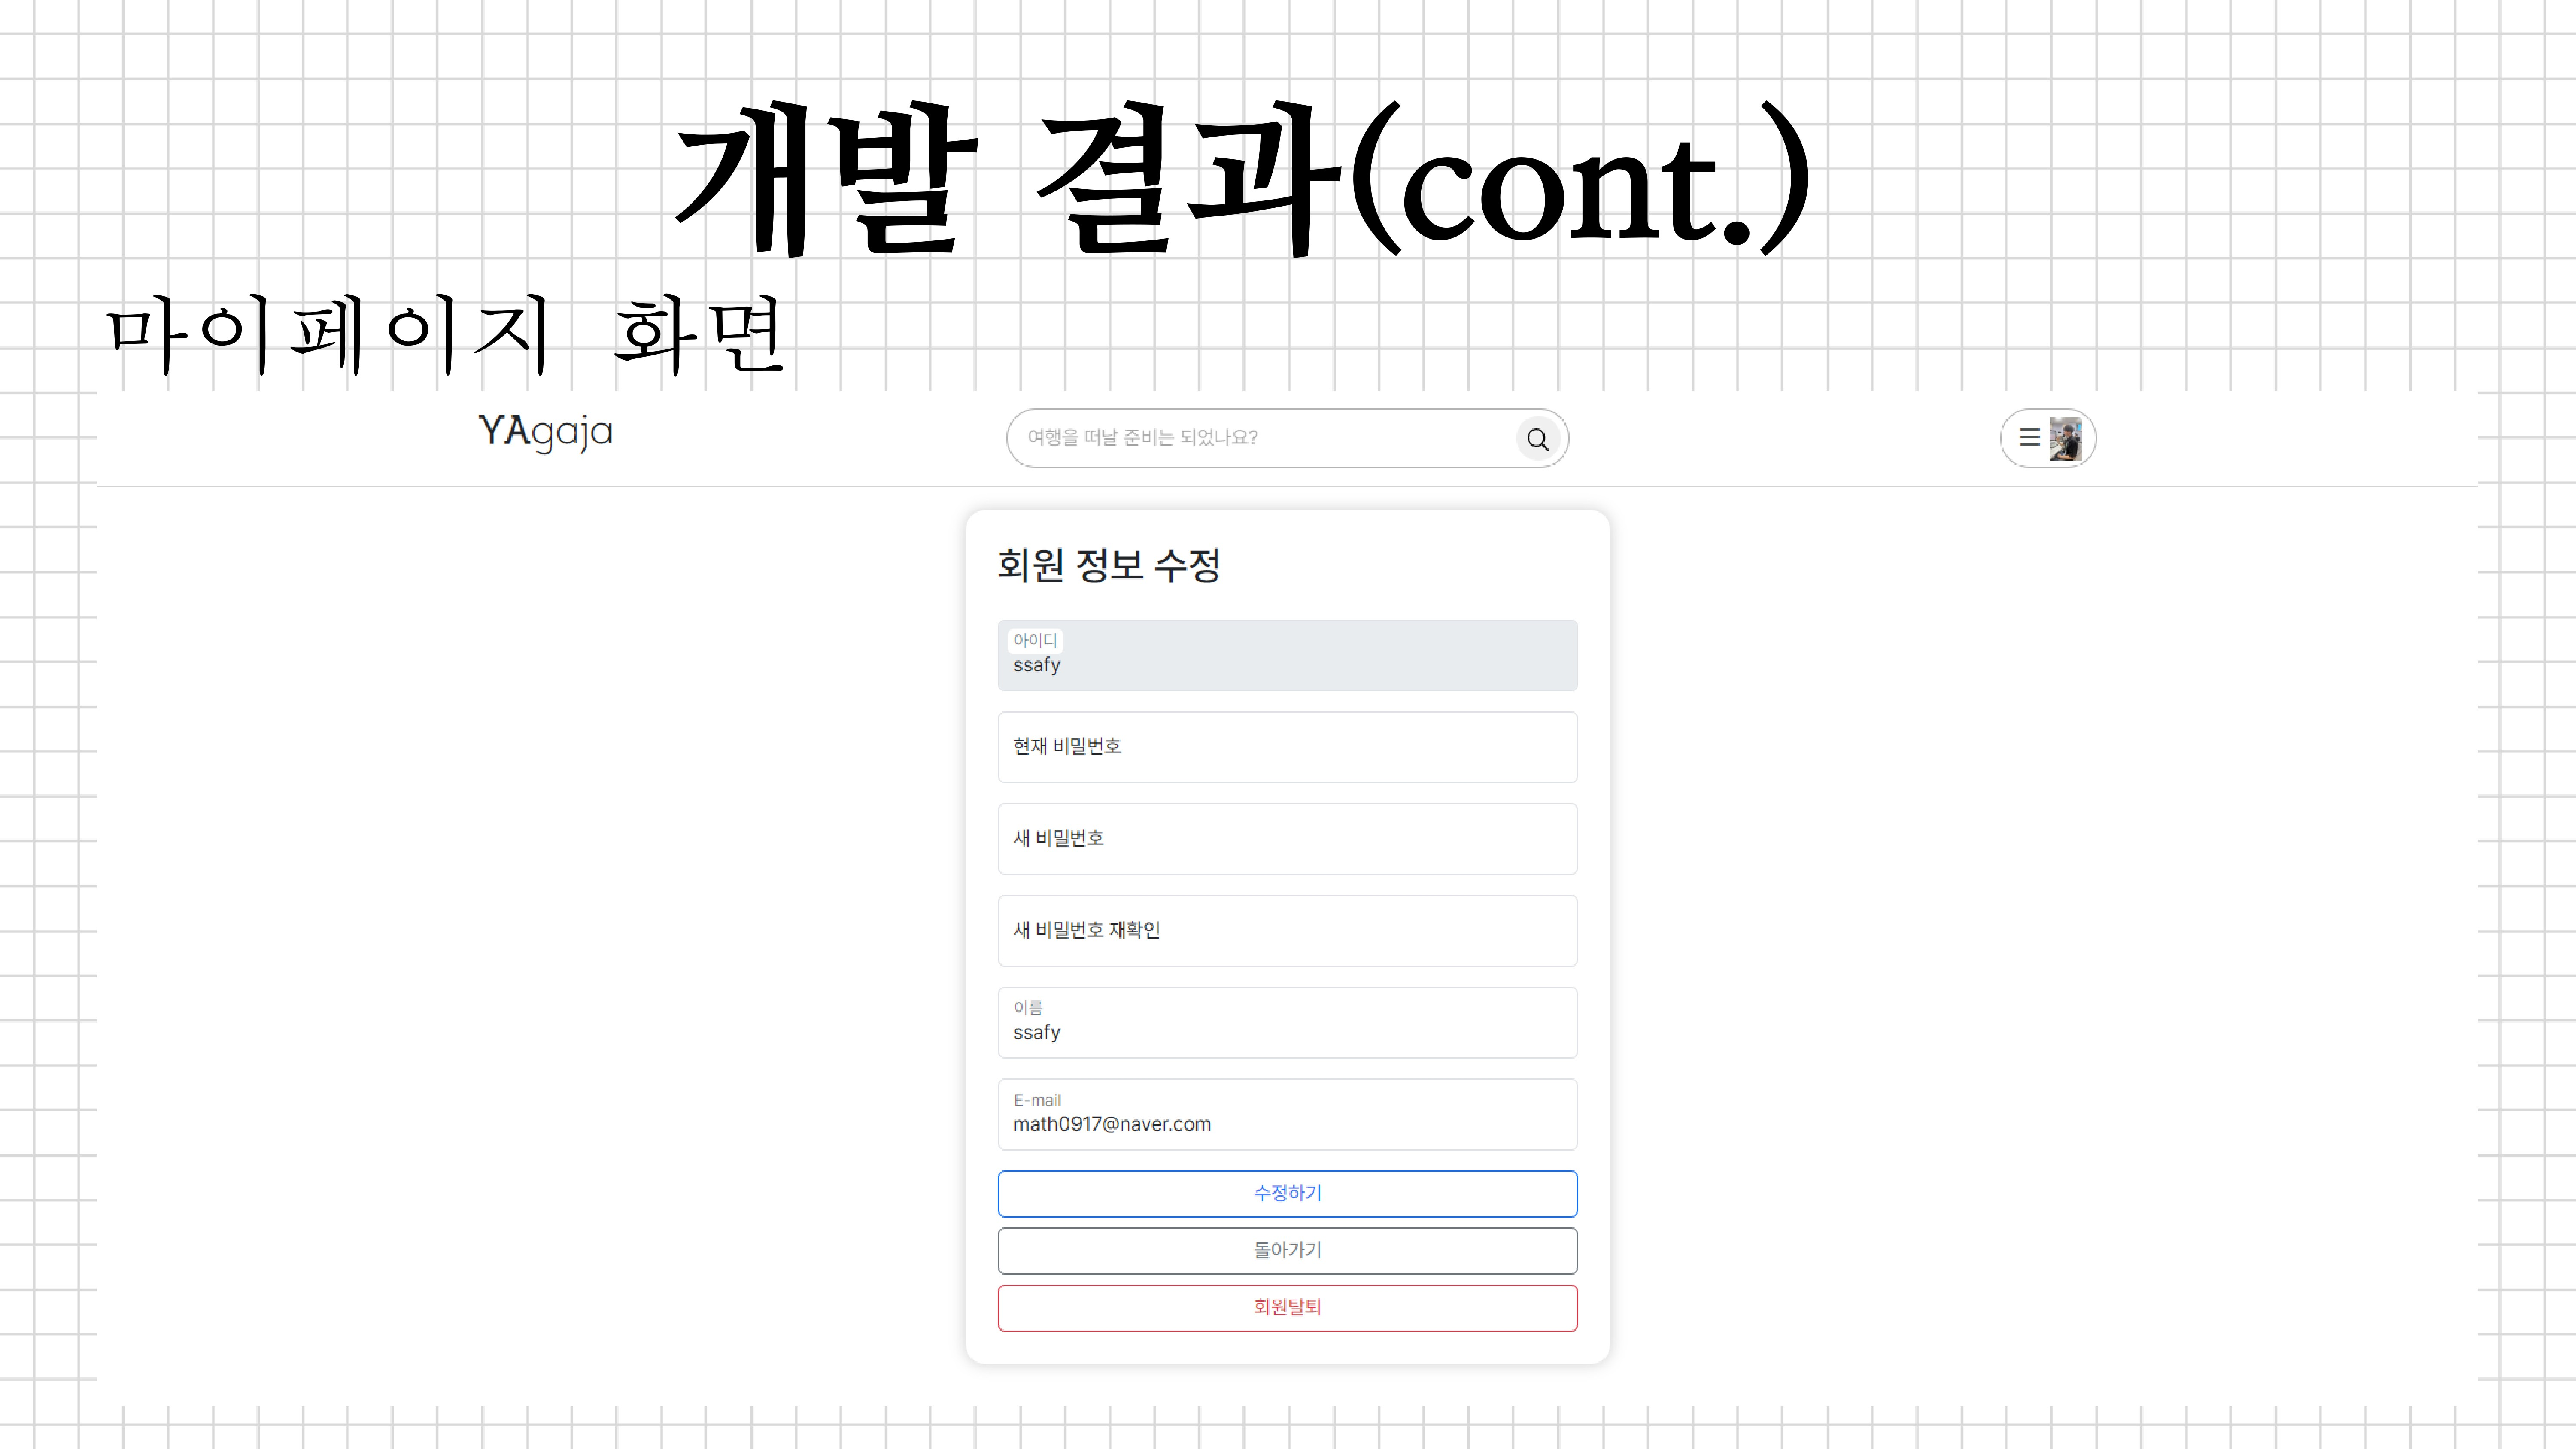 개발 결과(cont.)
마이페이지 화면
YAgaja
여행을 떠날 준비는 되었나요?
회원 정보 수정
아이디
ssafy
현재 비밀번호
새 비밀번호
새 비밀번호 재확인
이름
ssafy
E-mail
math0917@naver.com
수정하기
돌아가기
회원탈퇴